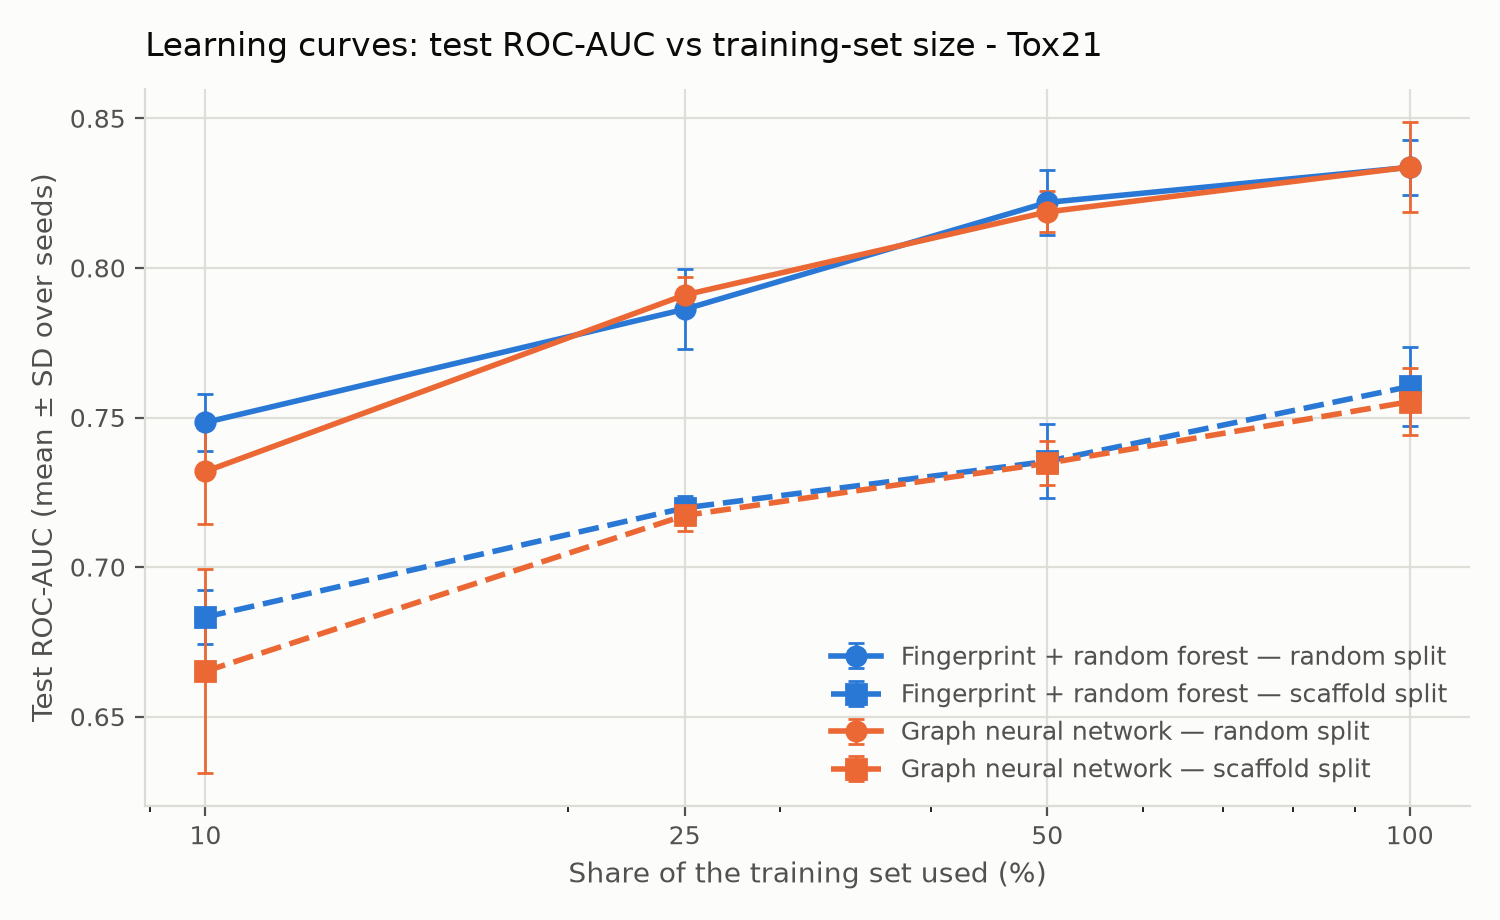 Learning curves: test ROC-AUC vs training-set size - Tox21
Test ROC-AUC (mean ± SD over seeds)
0.85
0.80
0.75
0.70
0.65
Fingerprint + random forest — random split
Fingerprint + random forest — scaffold split
Graph neural network — random split
Graph neural network — scaffold split
10
25
50
100
Share of the training set used (%)